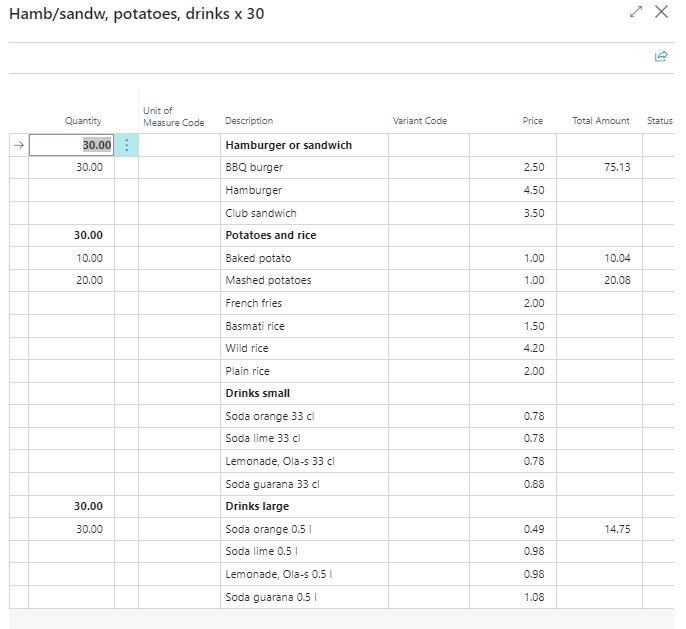 Hamb/sandw, potatoes, drinks x 30
Quantity Unit of Measure Code Description Variant Code Price Total Amount Status
30.00 Hamburger or sandwich
30.00 BBQ burger 2.50 75.13
Hamburger 4.50
Club sandwich 3.50
30.00 Potatoes and rice
10.00 Baked potato 1.00 10.04
20.00 Mashed potatoes 1.00 20.08
French fries 2.00
Basmati rice 1.50
Wild rice 4.20
Plain rice 2.00
Drinks small
Soda orange 33 cl 0.78
Soda lime 33 cl 0.78
Lemonade, Ola-s 33 cl 0.78
Soda guarana 33 cl 0.88
30.00 Drinks large
30.00 Soda orange 0.5 l 0.49 14.75
Soda lime 0.5 l 0.98
Lemonade, Ola-s 0.5 l 0.98
Soda guarana 0.5 l 1.08